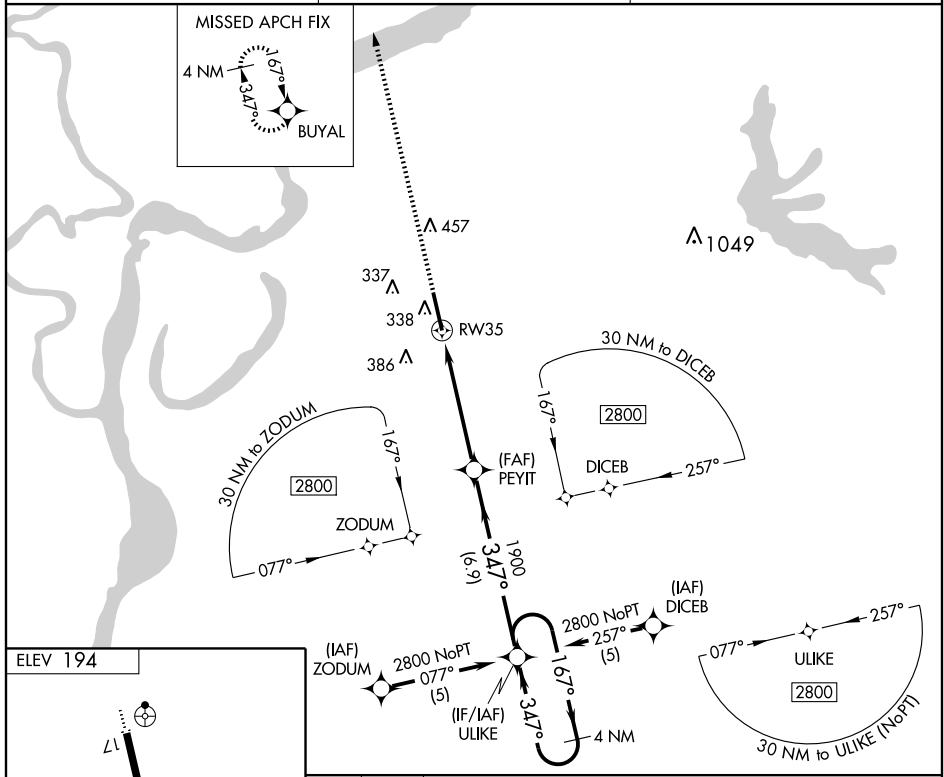 MISSED APCH FIX
4 NM
167°
347°
BUYAL
457
1049
337
338
RW35
386
30 NM to DICEB
2800
167°
DICEB
257°
30 NM to ZODUM
2800
167°
ZODUM
077°
(FAF)
PEYIT
1900
347°
(6.9)
(IAF)
DICEB
2800 NoPT
257°
(5)
(IAF)
ZODUM
2800 NoPT
077°
(5)
(IF/IAF)
ULIKE
167°
347°
4 NM
077°
257°
ULIKE
2800
30 NM to ULIKE (NoPT)
ELEV 194
17